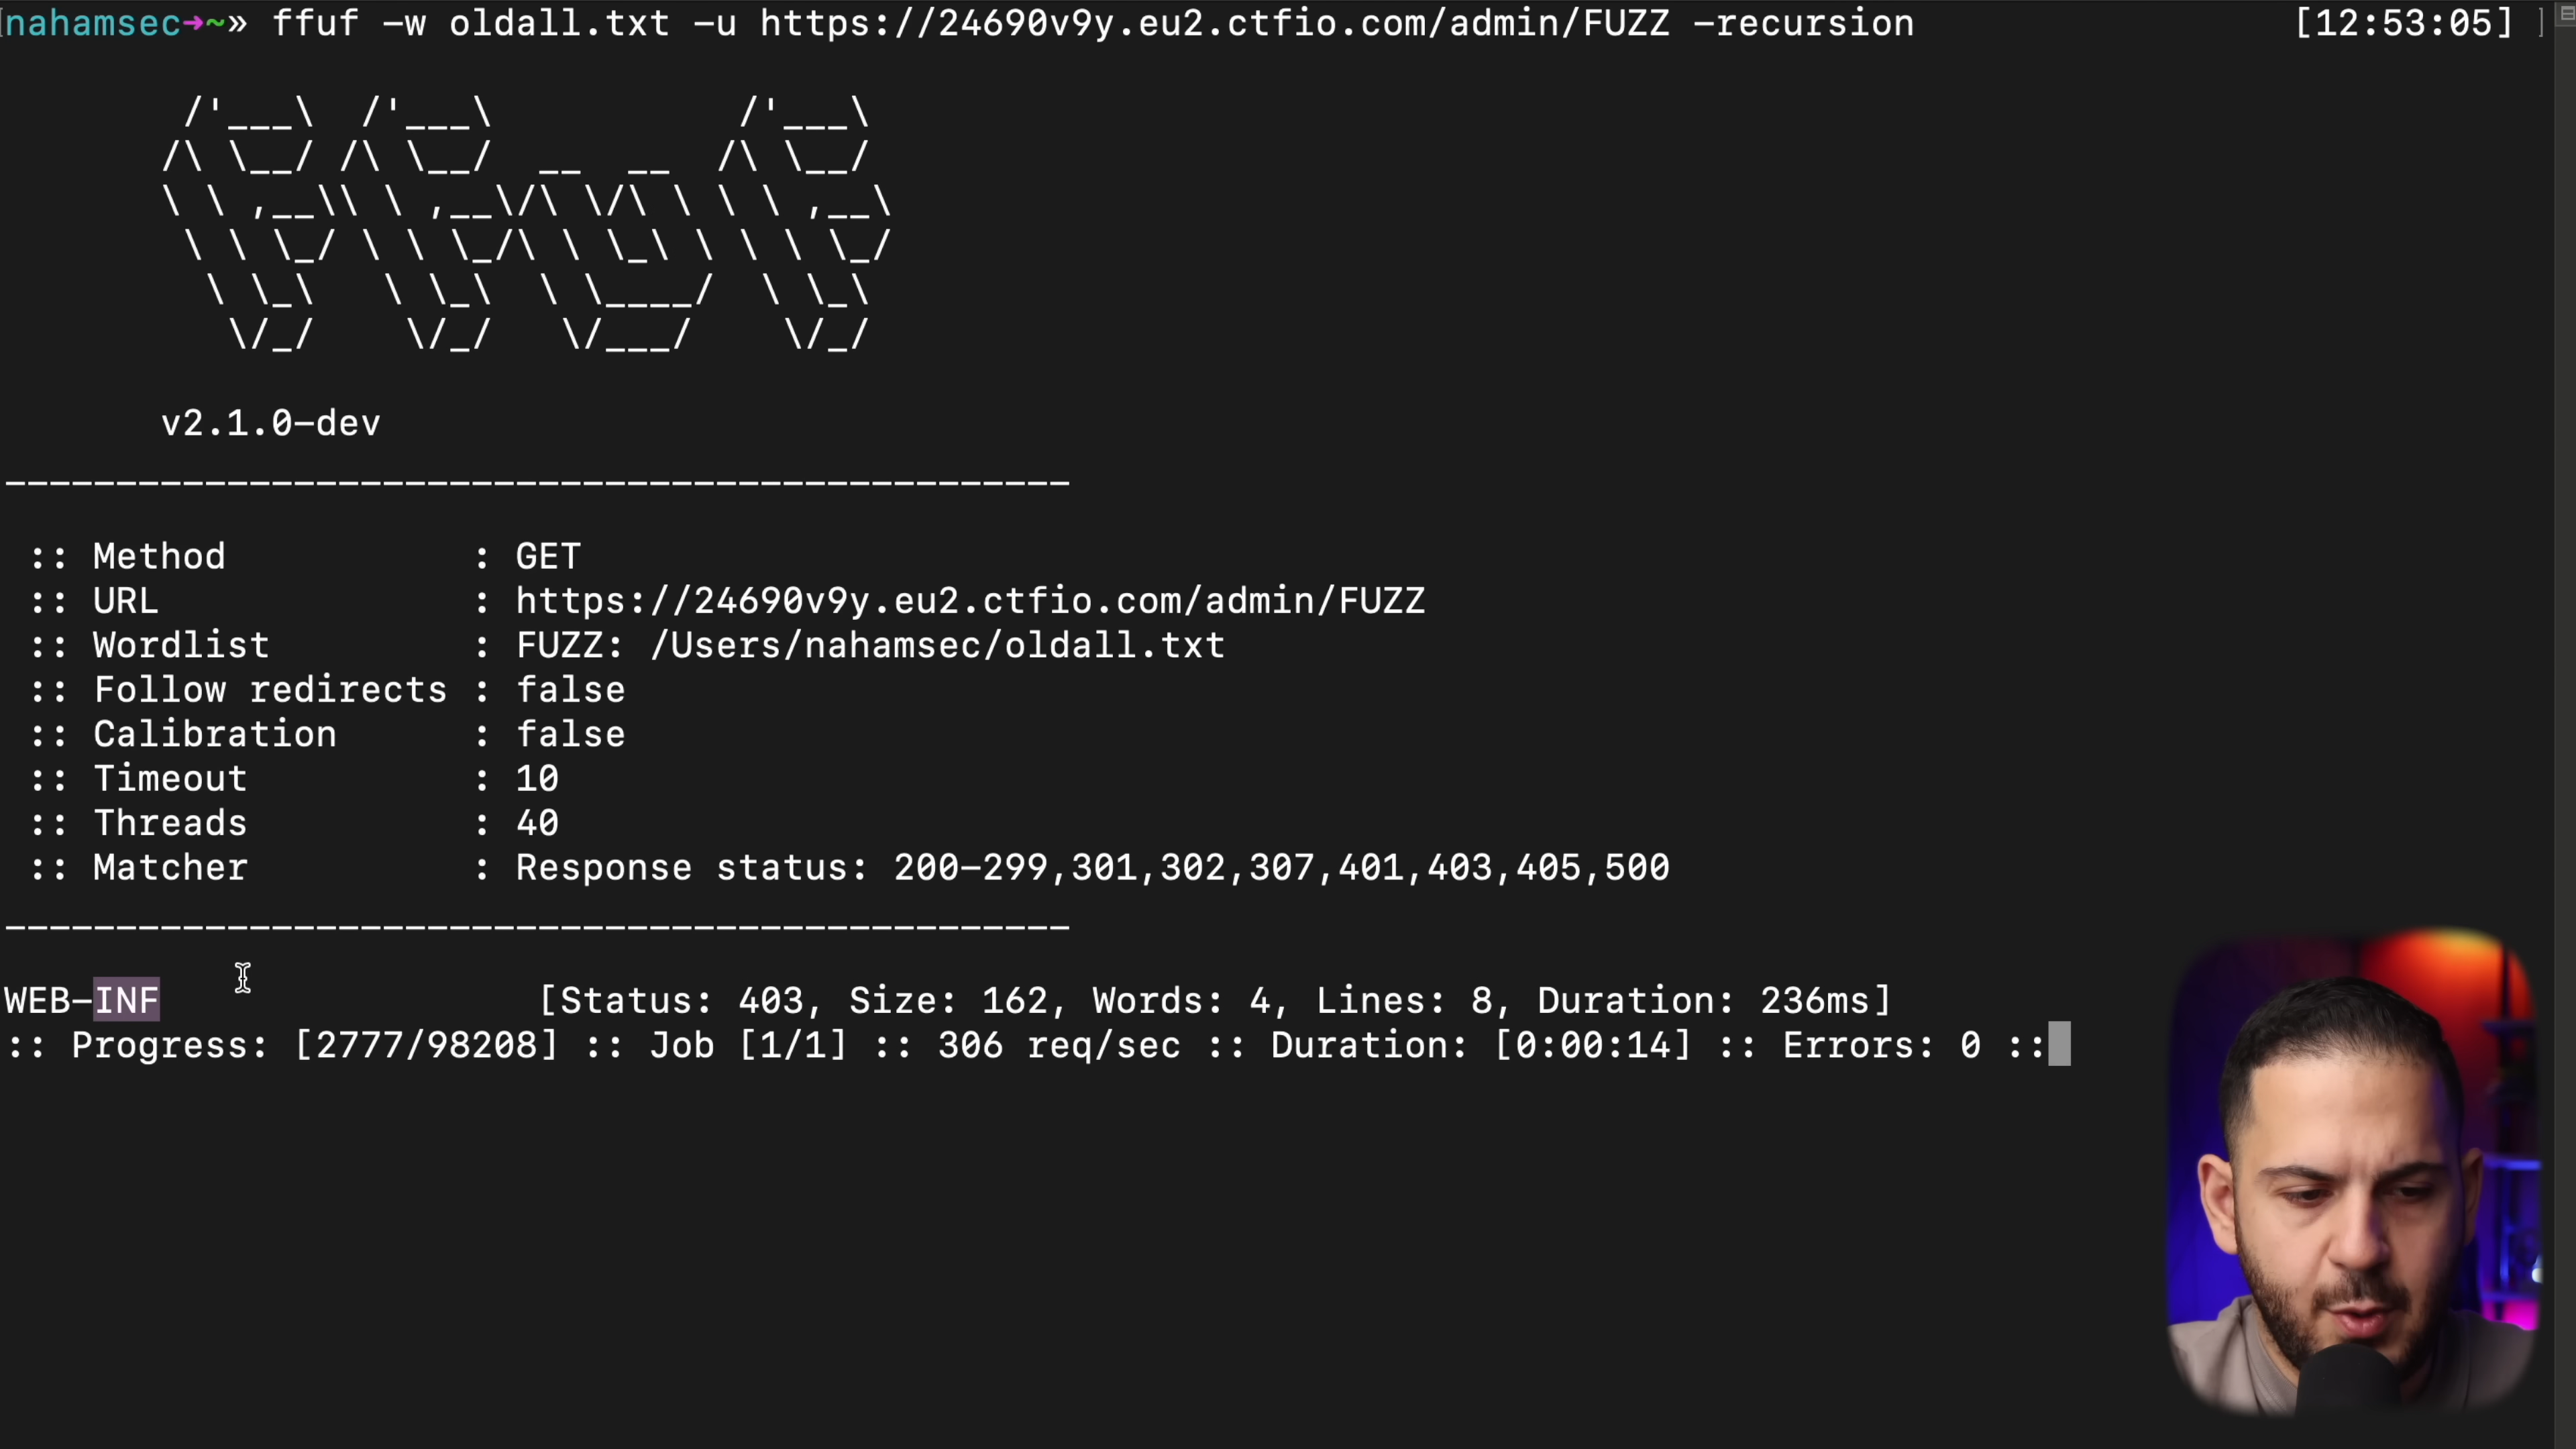 nahamsec→~» ffuf -w oldall.txt -u https://24690v9y.eu2.ctfio.com/admin/FUZZ -recursion [12:53:05]
v2.1.0-dev
________________________________________________
:: Method : GET
:: URL : https://24690v9y.eu2.ctfio.com/admin/FUZZ
:: Wordlist : FUZZ: /Users/nahamsec/oldall.txt
:: Follow redirects : false
:: Calibration : false
:: Timeout : 10
:: Threads : 40
:: Matcher : Response status: 200-299,301,302,307,401,403,405,500
________________________________________________
WEB-INF [Status: 403, Size: 162, Words: 4, Lines: 8, Duration: 236ms]
:: Progress: [2777/98208] :: Job [1/1] :: 306 req/sec :: Duration: [0:00:14] :: Errors: 0 ::